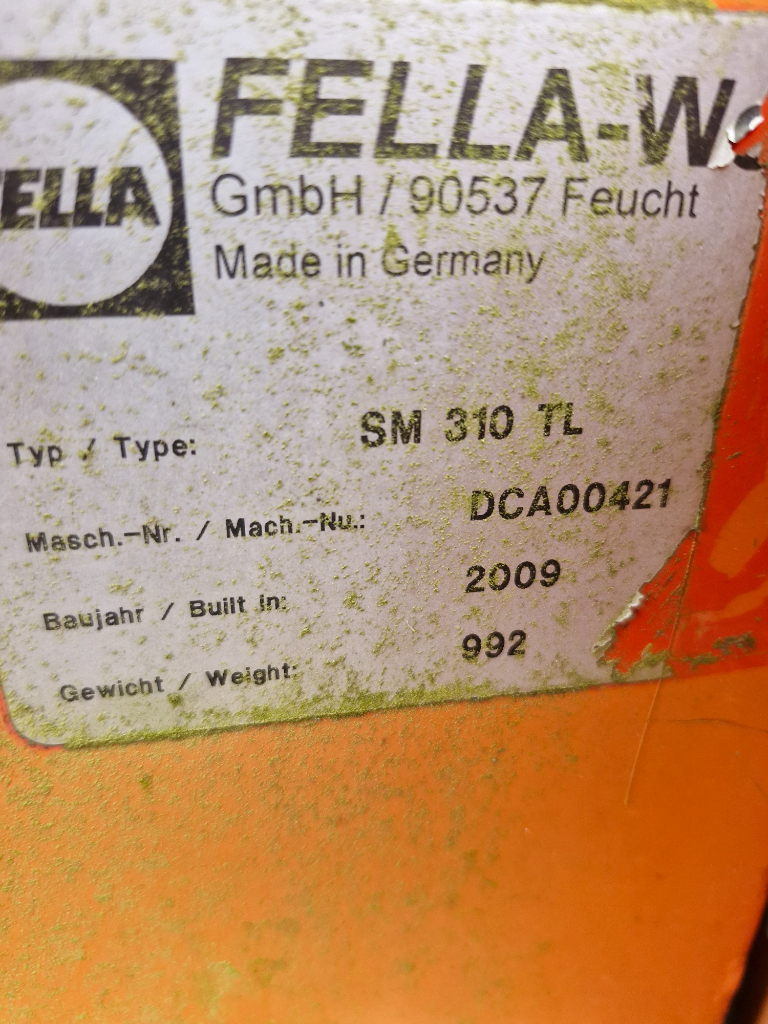 FELLA
FELLA-W
GmbH / 90537 Feucht
Made in Germany
Typ / Type: SM 310 TL
Masch.-Nr. / Mach.-Nu.: DCA00421
Baujahr / Built in: 2009
Gewicht / Weight: 992